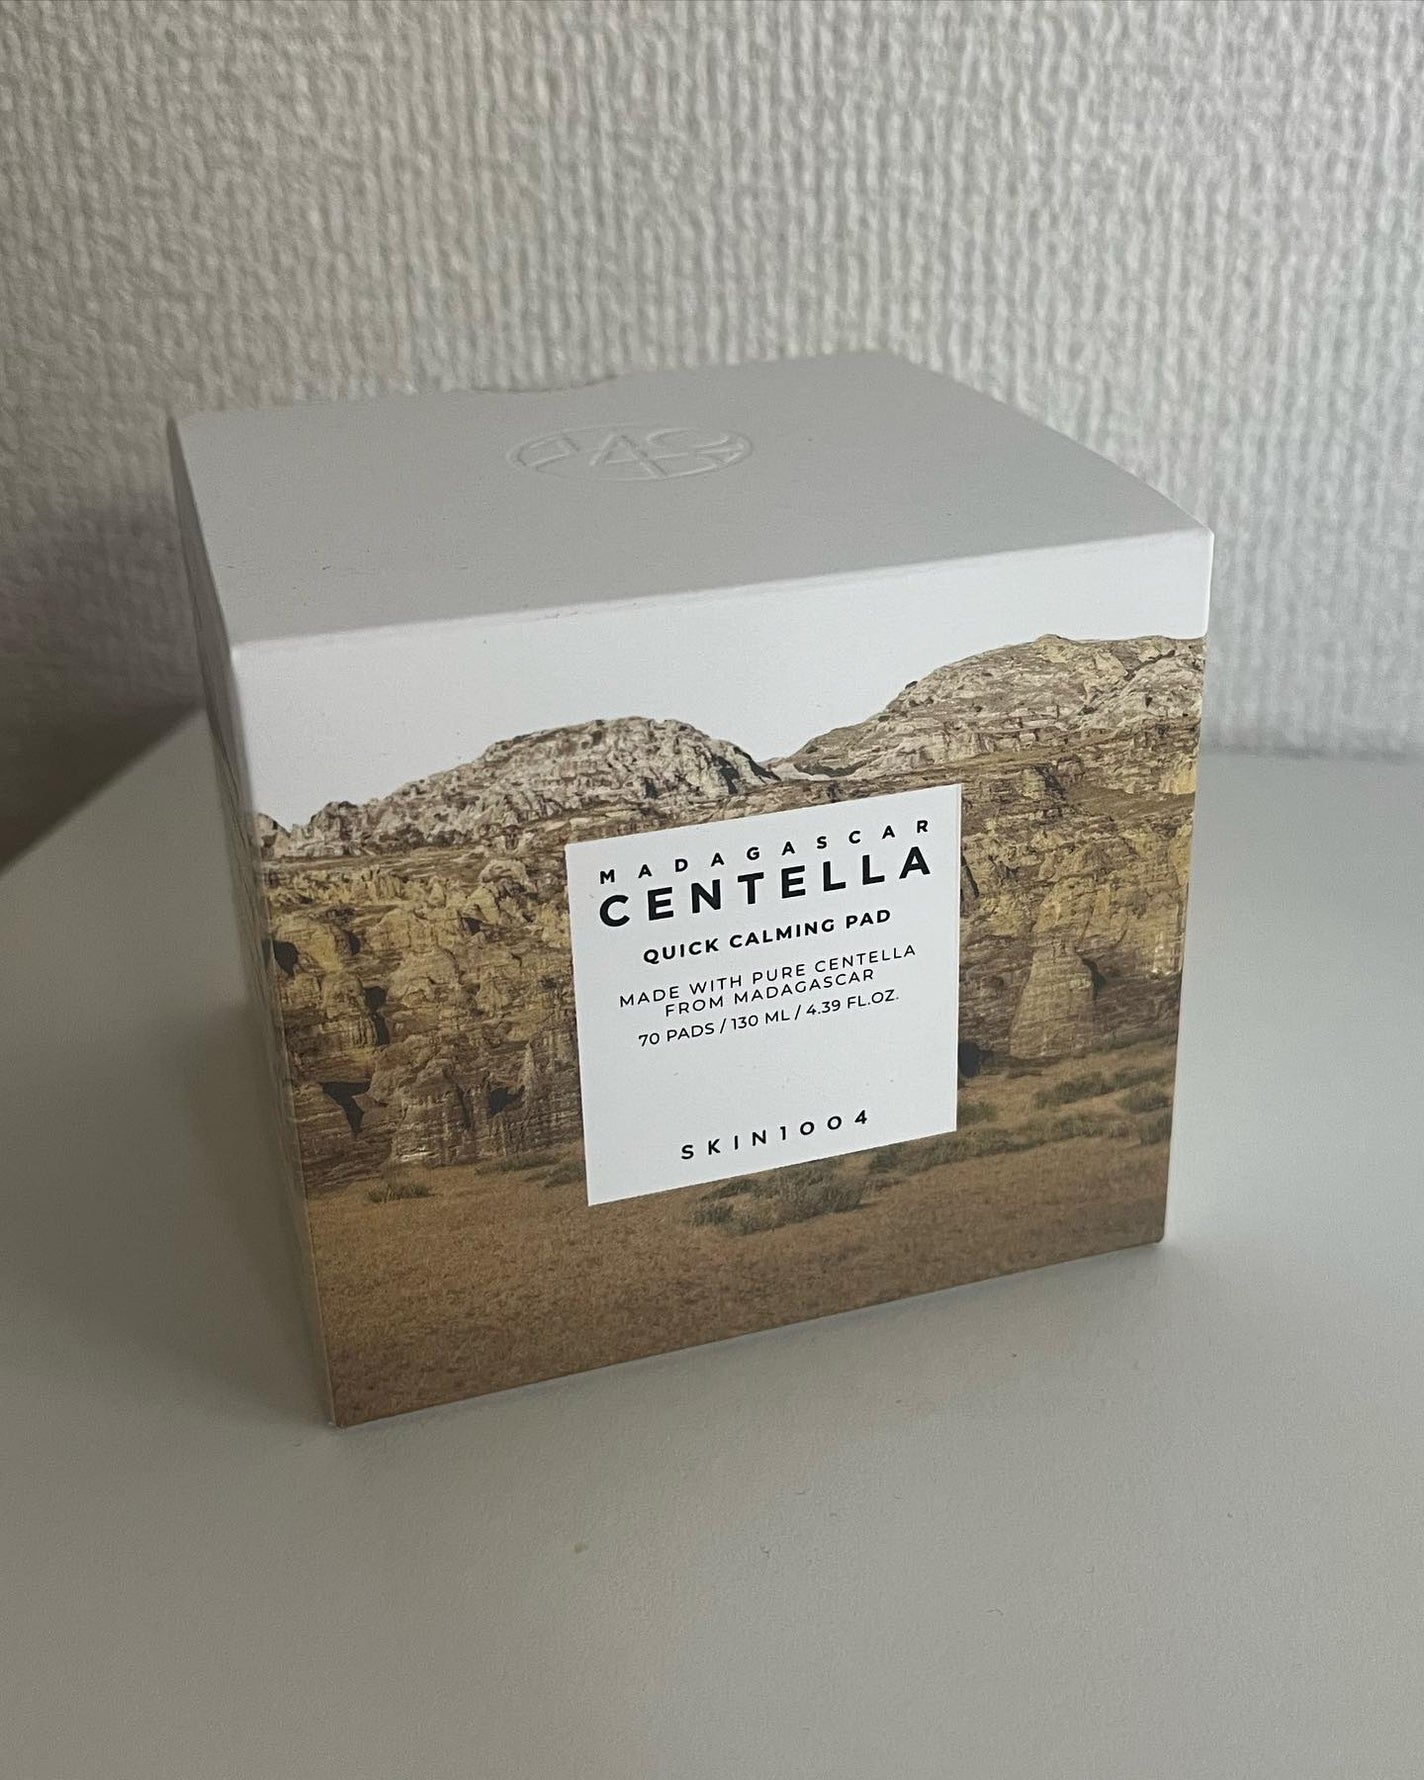 MADAGASCAR
CENTELLA
QUICK CALMING PAD
MADE WITH PURE CENTELLA
FROM MADAGASCAR
70 PADS / 130 ML / 4.39 FL.OZ.
SKIN1004